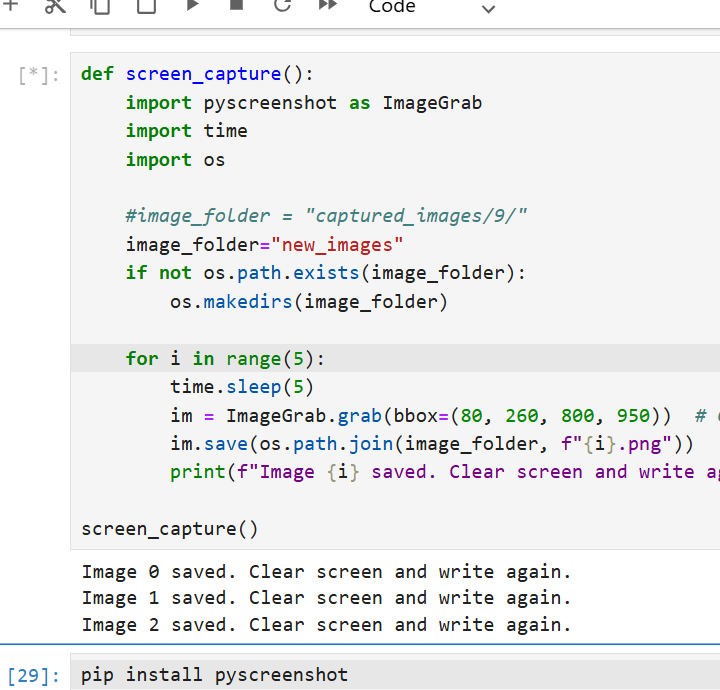 Code
[*]:
def screen_capture():
    import pyscreenshot as ImageGrab
    import time
    import os

    #image_folder = "captured_images/9/"
    image_folder="new_images"
    if not os.path.exists(image_folder):
        os.makedirs(image_folder)

    for i in range(5):
        time.sleep(5)
        im = ImageGrab.grab(bbox=(80, 260, 800, 950))  #
        im.save(os.path.join(image_folder, f"{i}.png"))
        print(f"Image {i} saved. Clear screen and write

screen_capture()
Image 0 saved. Clear screen and write again.
Image 1 saved. Clear screen and write again.
Image 2 saved. Clear screen and write again.
[29]:
pip install pyscreenshot